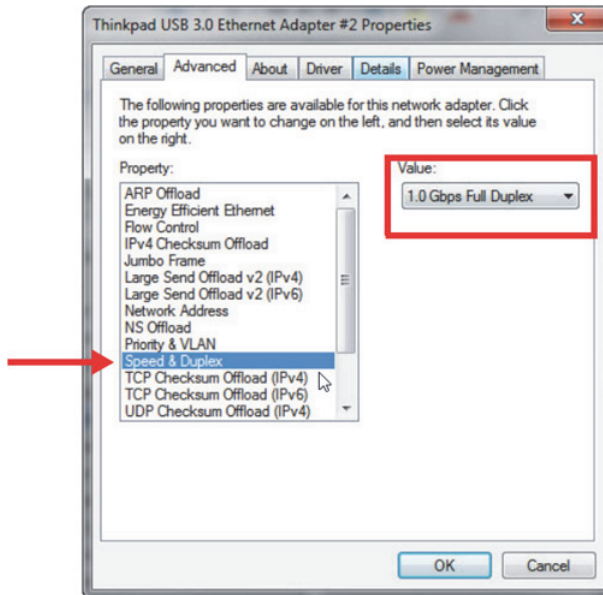 Thinkpad USB 3.0 Ethernet Adapter #2 Properties
General
Advanced
About
Driver
Details
Power Management
The following properties are available for this network adapter. Click
the property you want to change on the left, and then select its value
on the right.
Property:
Value:
ARP Offload
Energy Efficient Ethernet
Flow Control
IPv4 Checksum Offload
Jumbo Frame
Large Send Offload v2 (IPv4)
Large Send Offload v2 (IPv6)
Network Address
NS Offload
Priority & VLAN
Speed & Duplex
TCP Checksum Offload (IPv4)
TCP Checksum Offload (IPv6)
UDP Checksum Offload (IPv4)
1.0 Gbps Full Duplex
OK
Cancel